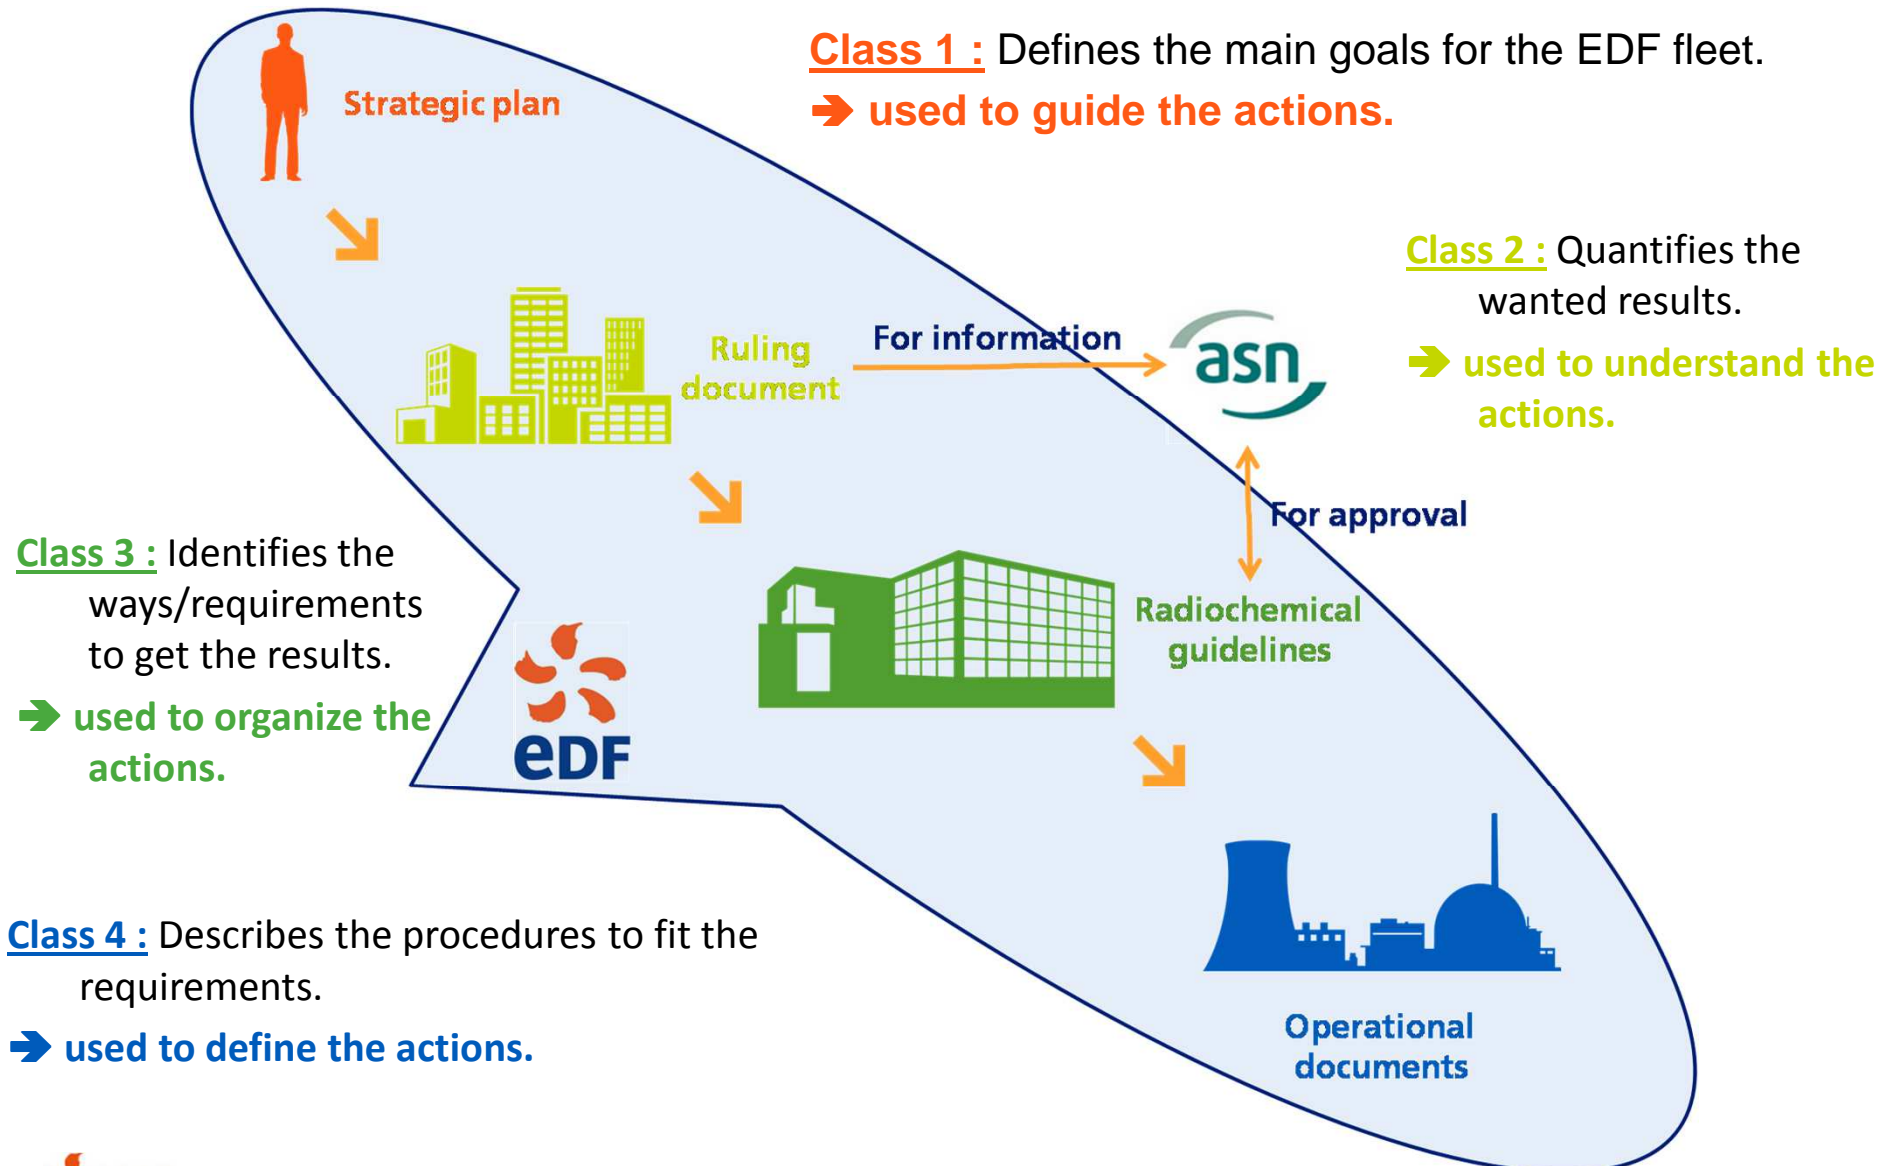 Class 1 : Defines the main goals for the EDF fleet.
➔ used to guide the actions.
Strategic plan
Class 2 : Quantifies the
wanted results.
➔ used to understand the
actions.
Ruling
document
For information
asn
For approval
Class 3 : Identifies the
ways/requirements
to get the results.
➔ used to organize the
actions.
eDF
Radiochemical
guidelines
Class 4 : Describes the procedures to fit the
requirements.
➔ used to define the actions.
Operational
documents